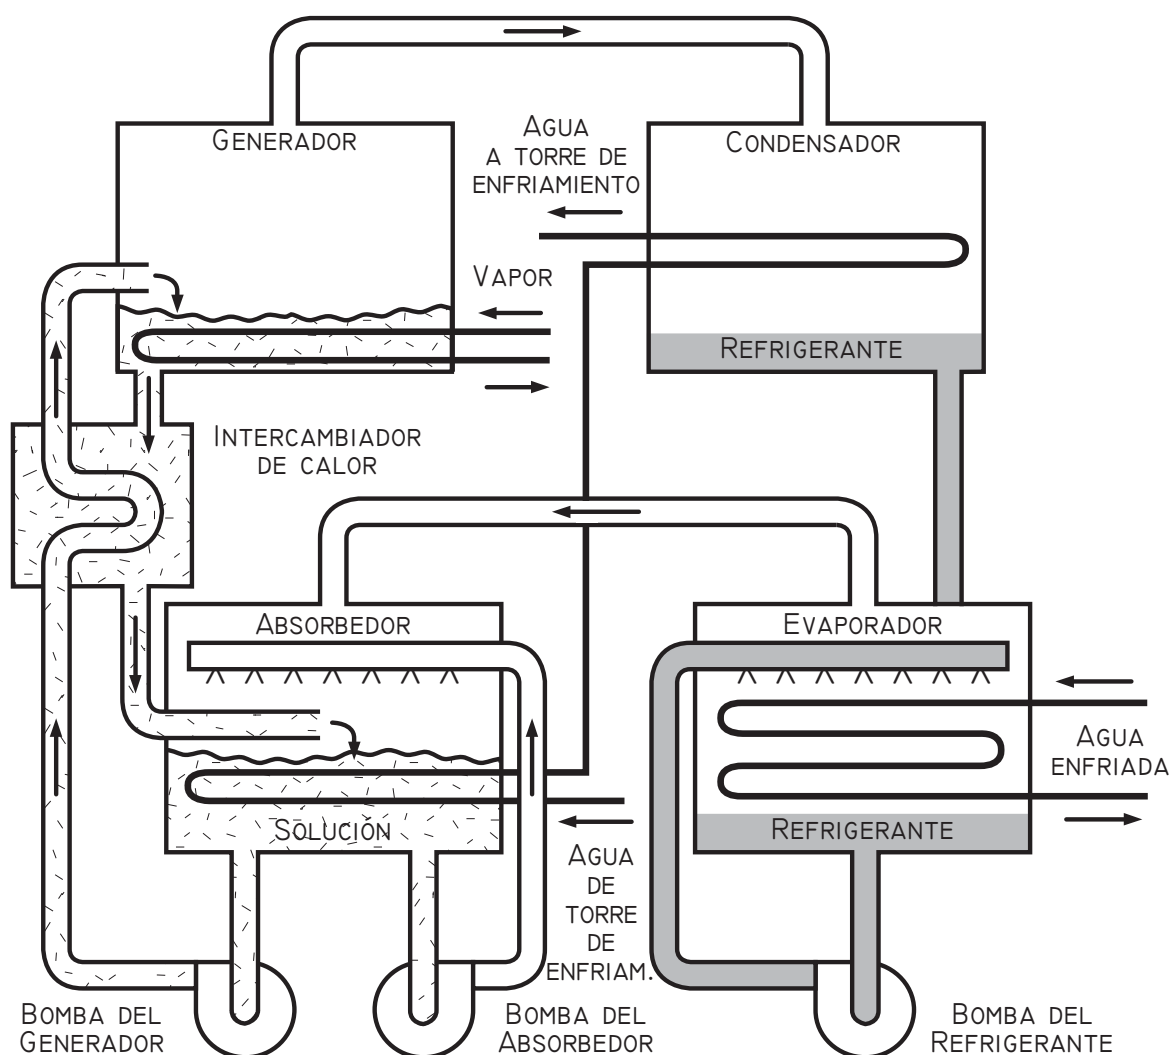 GENERADOR
AGUA
A TORRE DE
ENFRIAMIENTO
CONDENSADOR
VAPOR
REFRIGERANTE
INTERCAMBIADOR
DE CALOR
ABSORBEDOR
EVAPORADOR
AGUA
ENFRIADA
SOLUCIÓN
REFRIGERANTE
AGUA
DE
TORRE
DE
ENFRIAM.
BOMBA DEL
GENERADOR
BOMBA DEL
ABSORBEDOR
BOMBA DEL
REFRIGERANTE